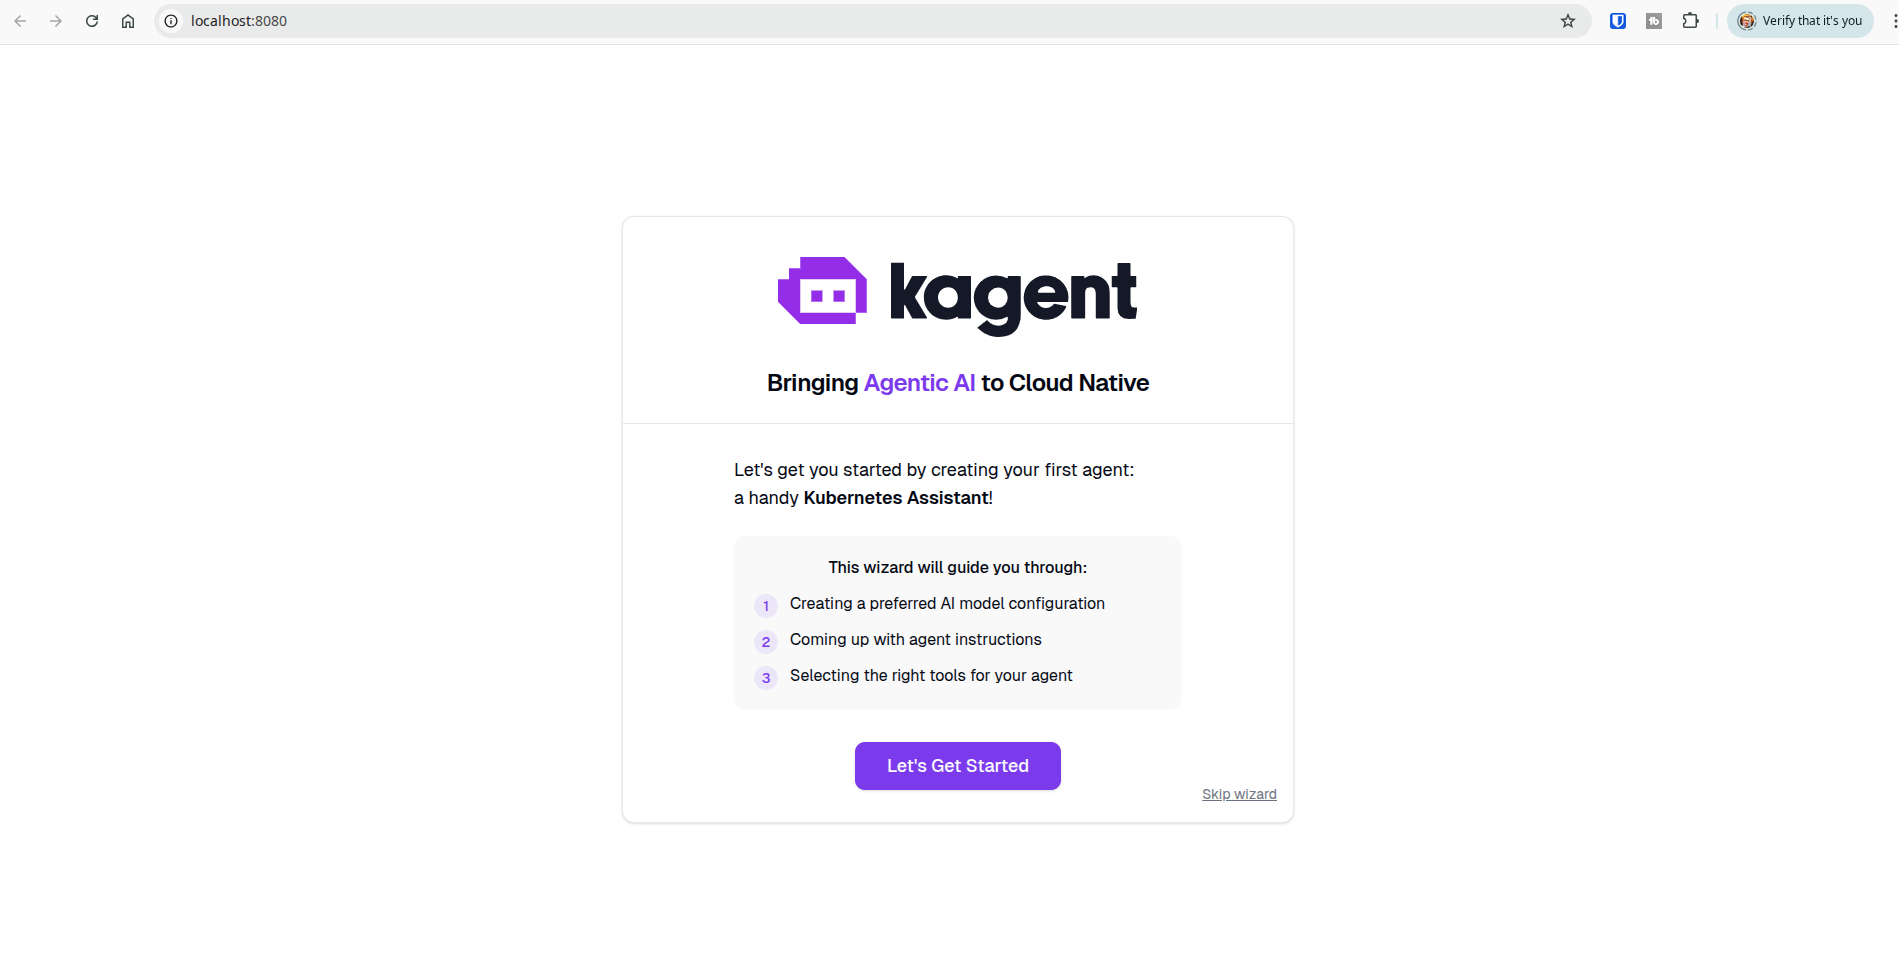 localhost:8080
Verify that it's you
kagent
Bringing Agentic AI to Cloud Native
Let's get you started by creating your first agent:
a handy Kubernetes Assistant!
This wizard will guide you through:
1 Creating a preferred AI model configuration
2 Coming up with agent instructions
3 Selecting the right tools for your agent
Let's Get Started
Skip wizard